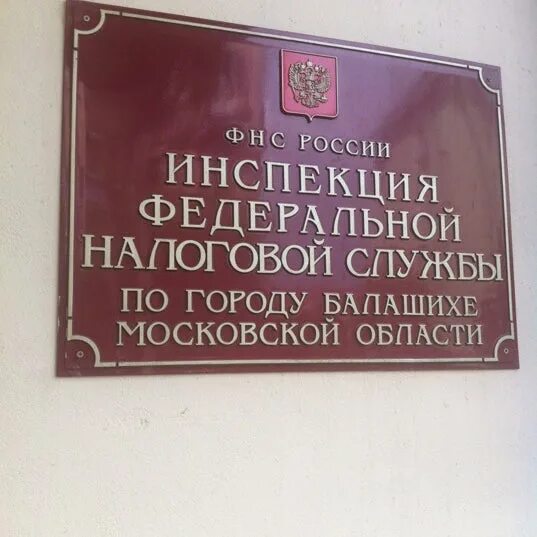 ФНС РОССИИ
ИНСПЕКЦИЯ
ФЕДЕРАЛЬНОЙ
НАЛОГОВОЙ СЛУЖБЫ
ПО ГОРОДУ БАЛАШИХЕ
МОСКОВСКОЙ ОБЛАСТИ